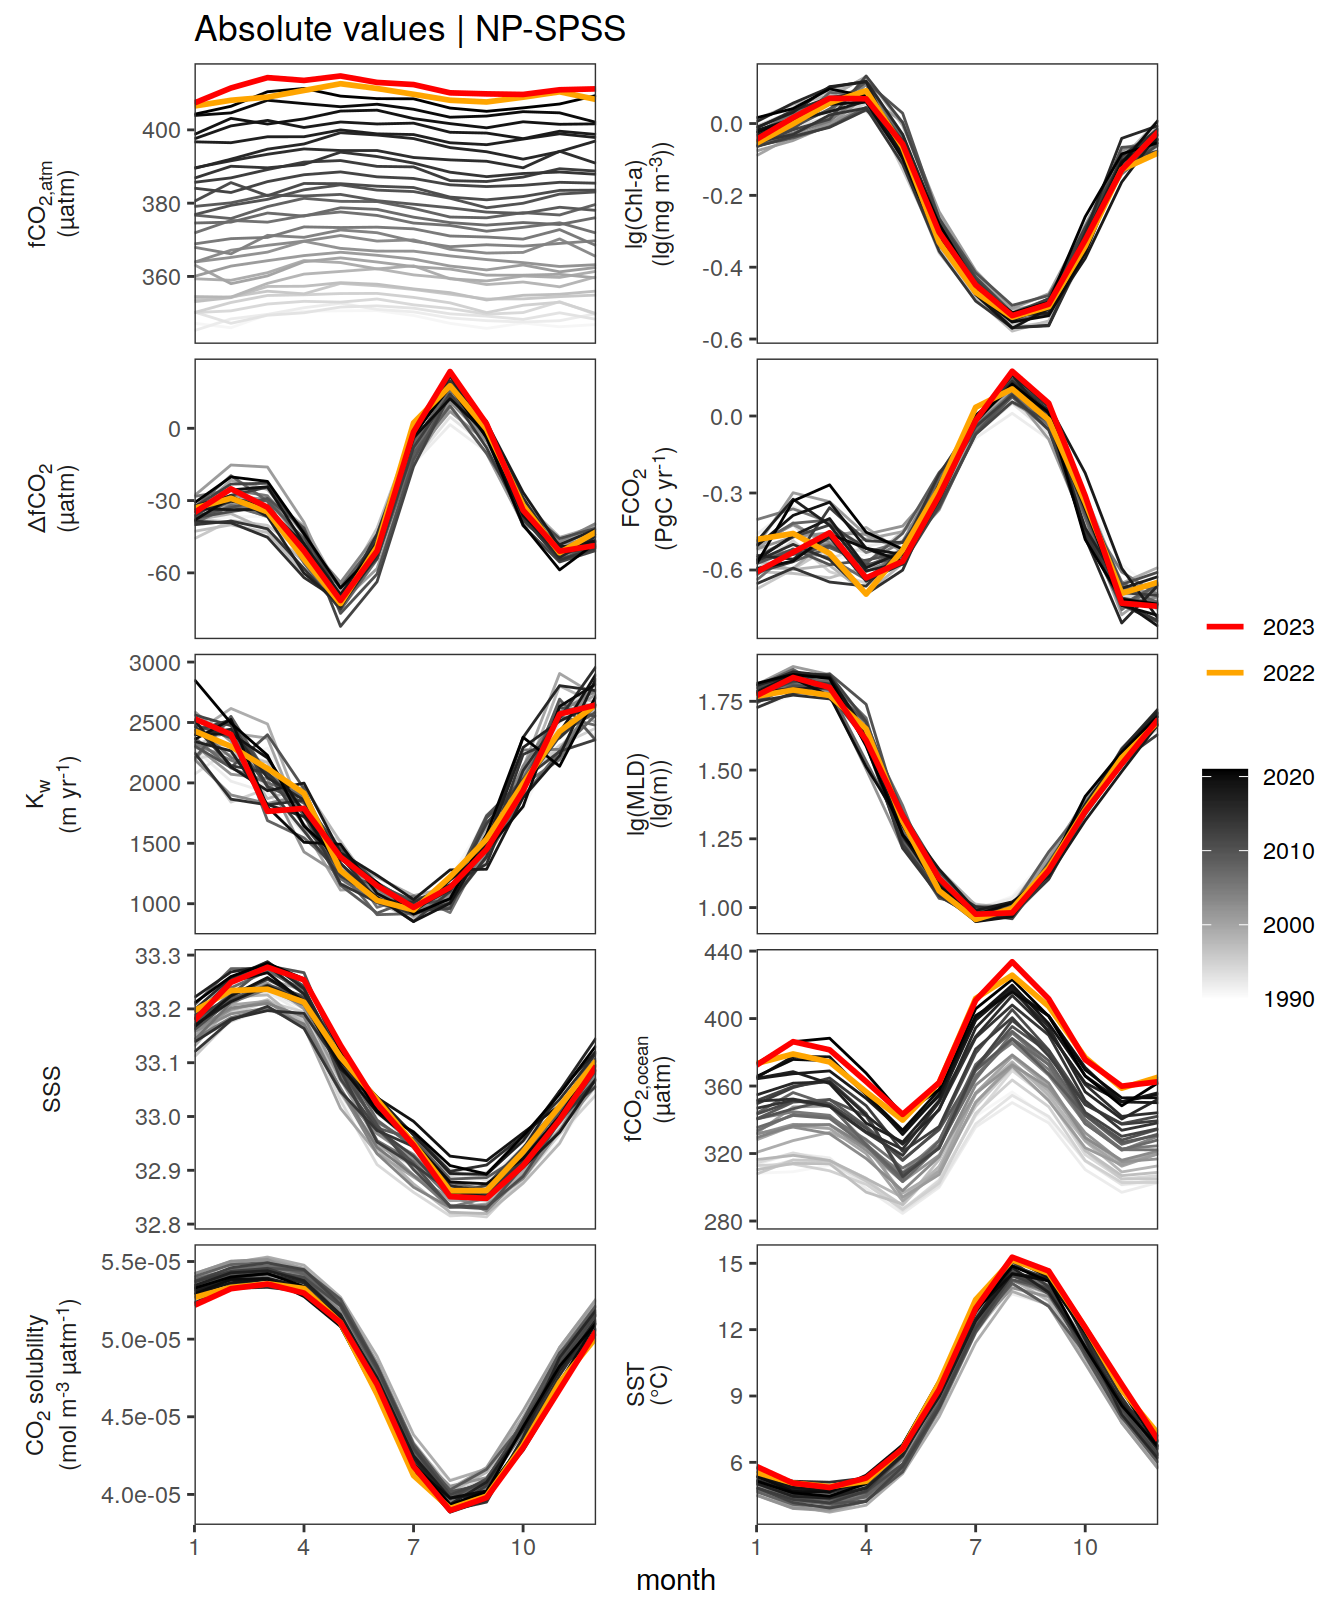 Absolute values | NP-SPSS
fCO2,atm
(µatm)
400
380
360
lg(Chl-a)
(lg(mg m-3))
0.0
-0.2
-0.4
-0.6
ΔfCO2
(µatm)
0
-30
-60
FCO2
(PgC yr-1)
0.0
-0.3
-0.6
Kw
(m yr-1)
3000
2500
2000
1500
1000
lg(MLD)
(lg(m))
1.75
1.50
1.25
1.00
SSS
33.3
33.2
33.1
33.0
32.9
32.8
fCO2,ocean
(µatm)
440
400
360
320
280
CO2 solubility
(mol m-3 µatm-1)
5.5e-05
5.0e-05
4.5e-05
4.0e-05
SST
(°C)
15
12
9
6
1 4 7 10
1 4 7 10
month
2023
2022
2020
2010
2000
1990